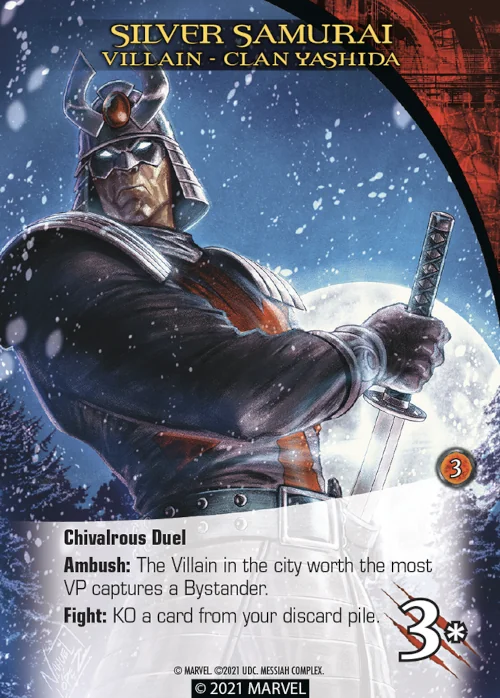 SILVER SAMURAI
VILLAIN - CLAN YASHIDA
3
Chivalrous Duel
Ambush: The Villain in the city worth the most
VP captures a Bystander.
Fight: KO a card from your discard pile.
3*
© MARVEL. ©2021 UDC. MESSIAH COMPLEX.
© 2021 MARVEL